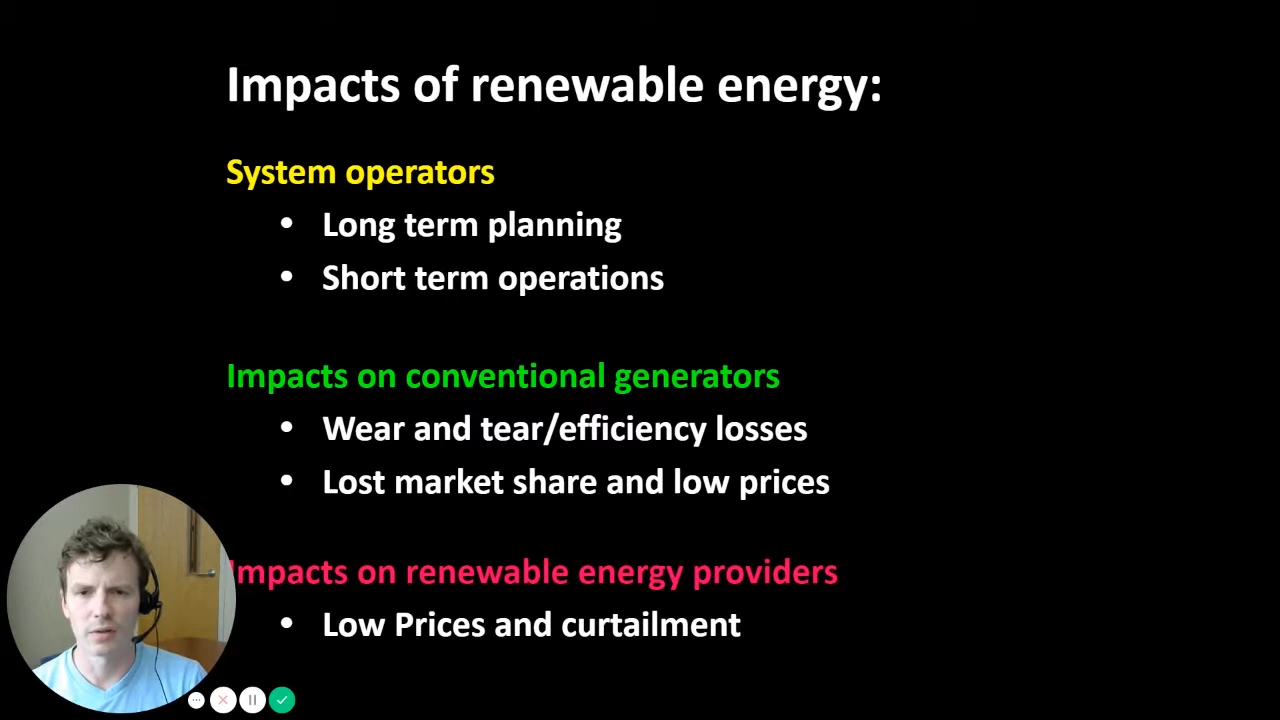 Impacts of renewable energy:
System operators
• Long term planning
• Short term operations
Impacts on conventional generators
• Wear and tear/efficiency losses
• Lost market share and low prices
Impacts on renewable energy providers
• Low Prices and curtailment